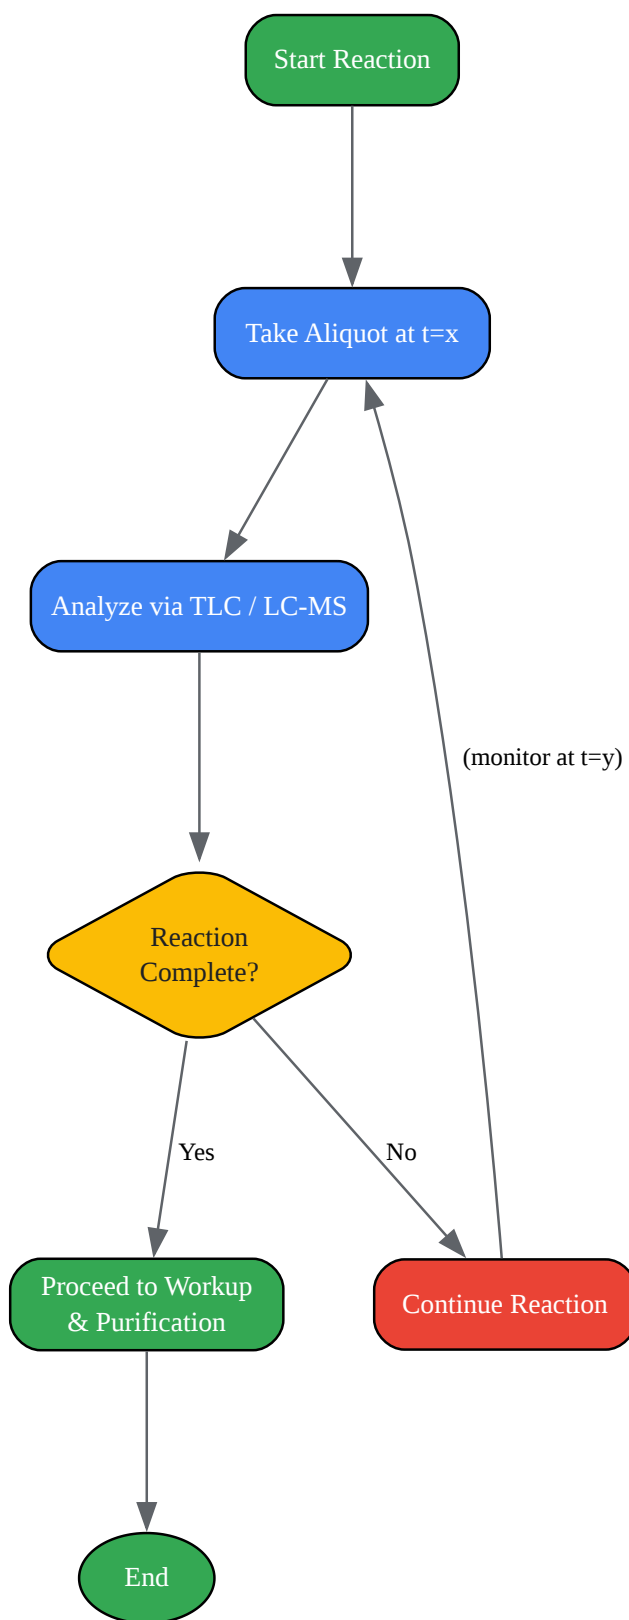 Start Reaction
Take Aliquot at t=x
Analyze via TLC / LC-MS
(monitor at t=y)
Reaction
Complete?
Yes
No
Proceed to Workup
& Purification
Continue Reaction
End